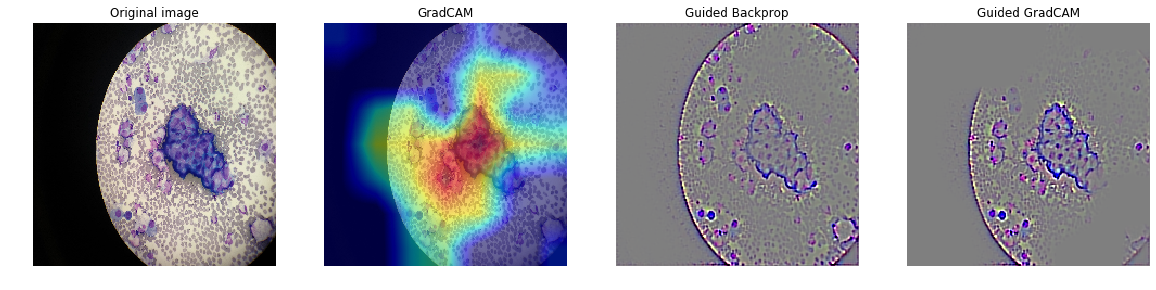 Original image
GradCAM
Guided Backprop
Guided GradCAM